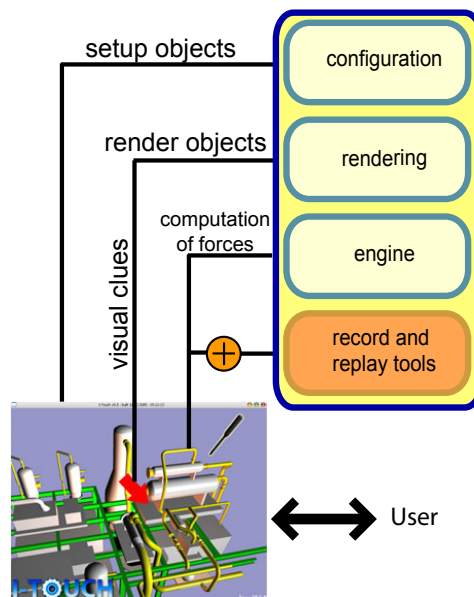 setup objects
configuration
render objects
rendering
computation
of forces
engine
visual clues
record and
replay tools
User
I-TOUCH